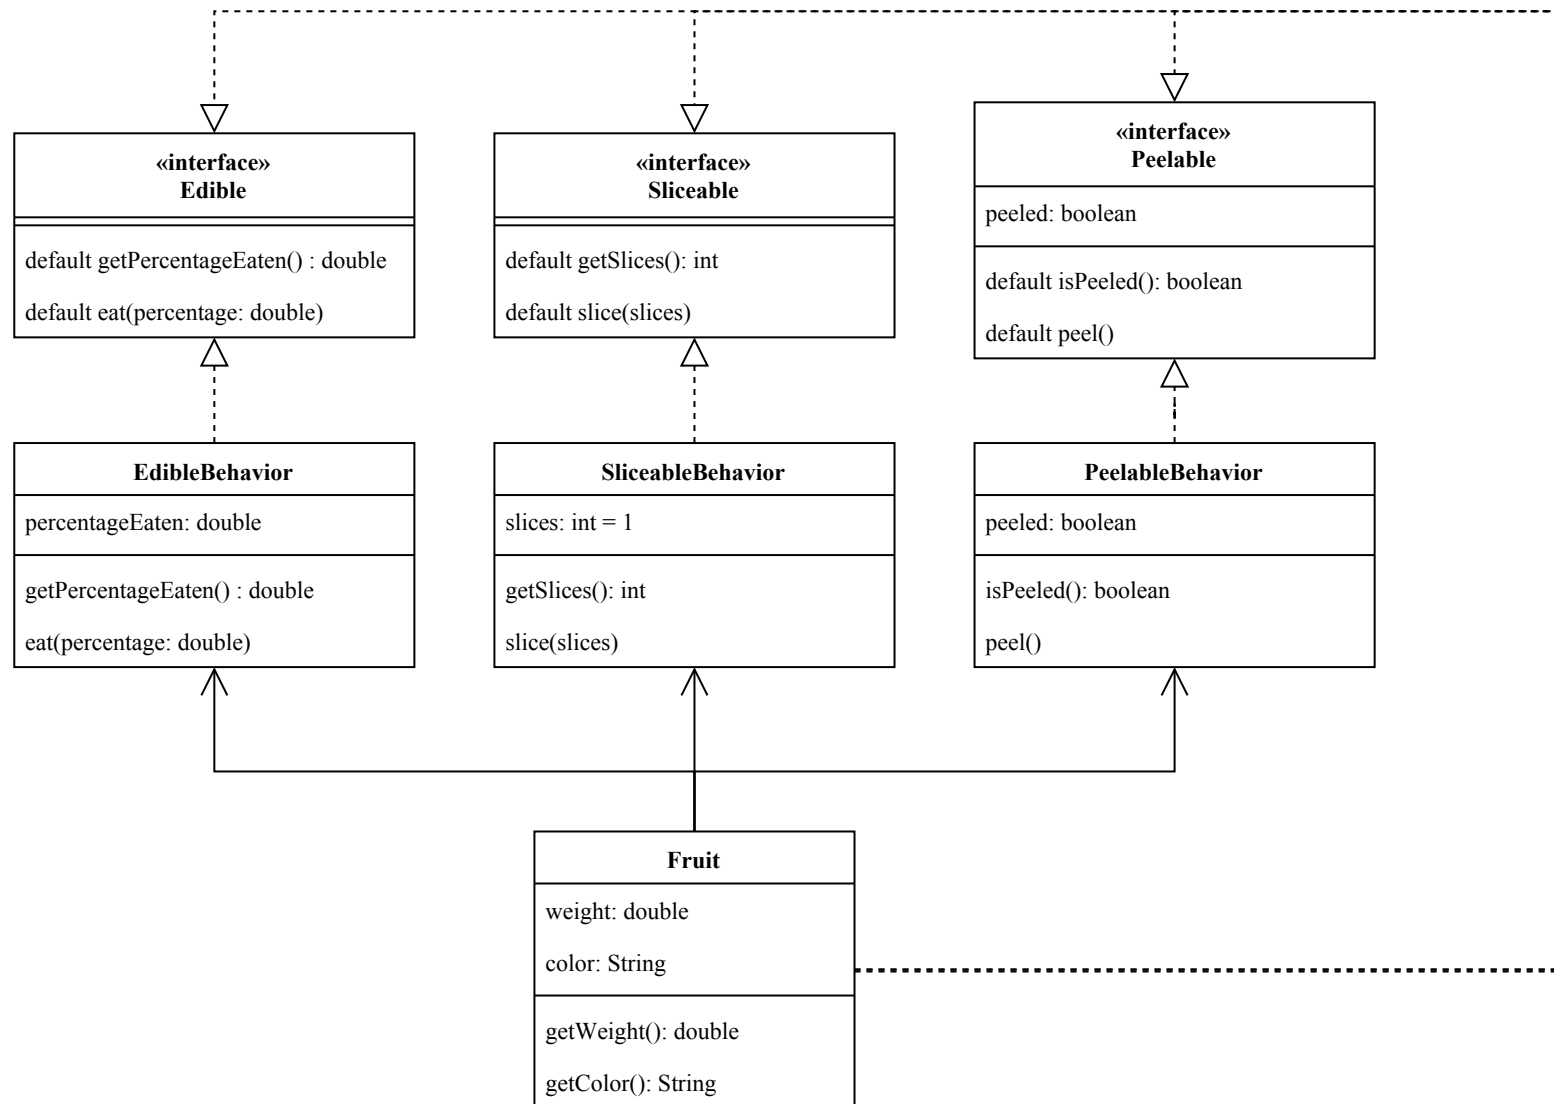 «interface»
Edible
default getPercentageEaten() : double
default eat(percentage: double)
«interface»
Sliceable
default getSlices(): int
default slice(slices)
«interface»
Peelable
peeled: boolean
default isPeeled(): boolean
default peel()
EdibleBehavior
percentageEaten: double
getPercentageEaten() : double
eat(percentage: double)
SliceableBehavior
slices: int = 1
getSlices(): int
slice(slices)
PeelableBehavior
peeled: boolean
isPeeled(): boolean
peel()
Fruit
weight: double
color: String
getWeight(): double
getColor(): String